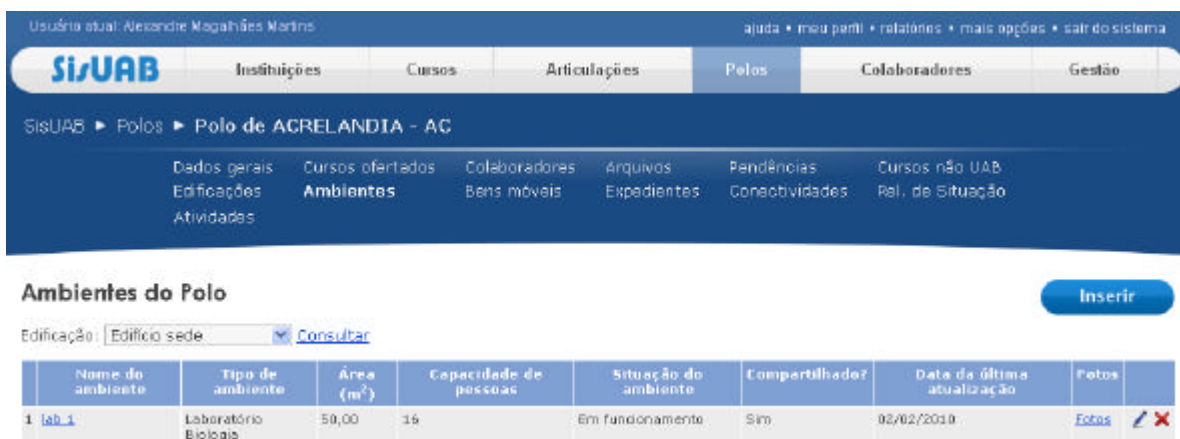 Usuário atual: Alexandre Magalhães Martins ajuda • meu perfil • relatórios • mais opções • sair do sistema
SisUAB Instituições Cursos Articulações Polos Colaboradores Gestão
SisUAB ► Polos ► Polo de ACRELANDIA - AC
Dados gerais Cursos ofertados Colaboradores Arquivos Pendências Cursos não UAB
Edificações Ambientes Bens móveis Expedientes Conectividades Rel. de Situação
Atividades
Ambientes do Polo Inserir
Edificação: Edifício sede Consultar
Nome do ambiente Tipo de ambiente Área (m²) Capacidade de pessoas Situação do ambiente Compartilhado? Data da última atualização Fotos
1 lab 1 Laboratório Biologia 50,00 16 Em funcionamento Sim 02/02/2010 Fotos